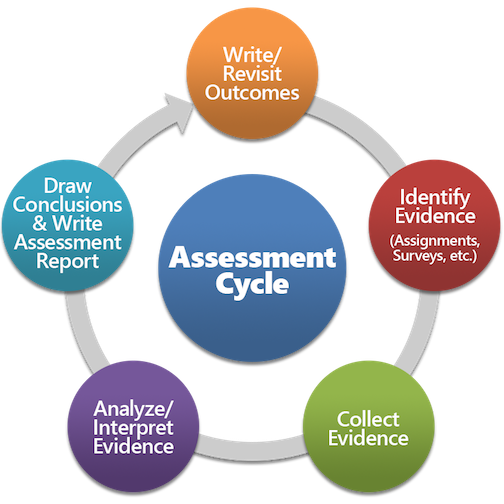 Write/
Revisit
Outcomes
Identify
Evidence
(Assignments,
Surveys, etc.)
Collect
Evidence
Analyze/
Interpret
Evidence
Draw
Conclusions
& Write
Assessment
Report
Assessment
Cycle